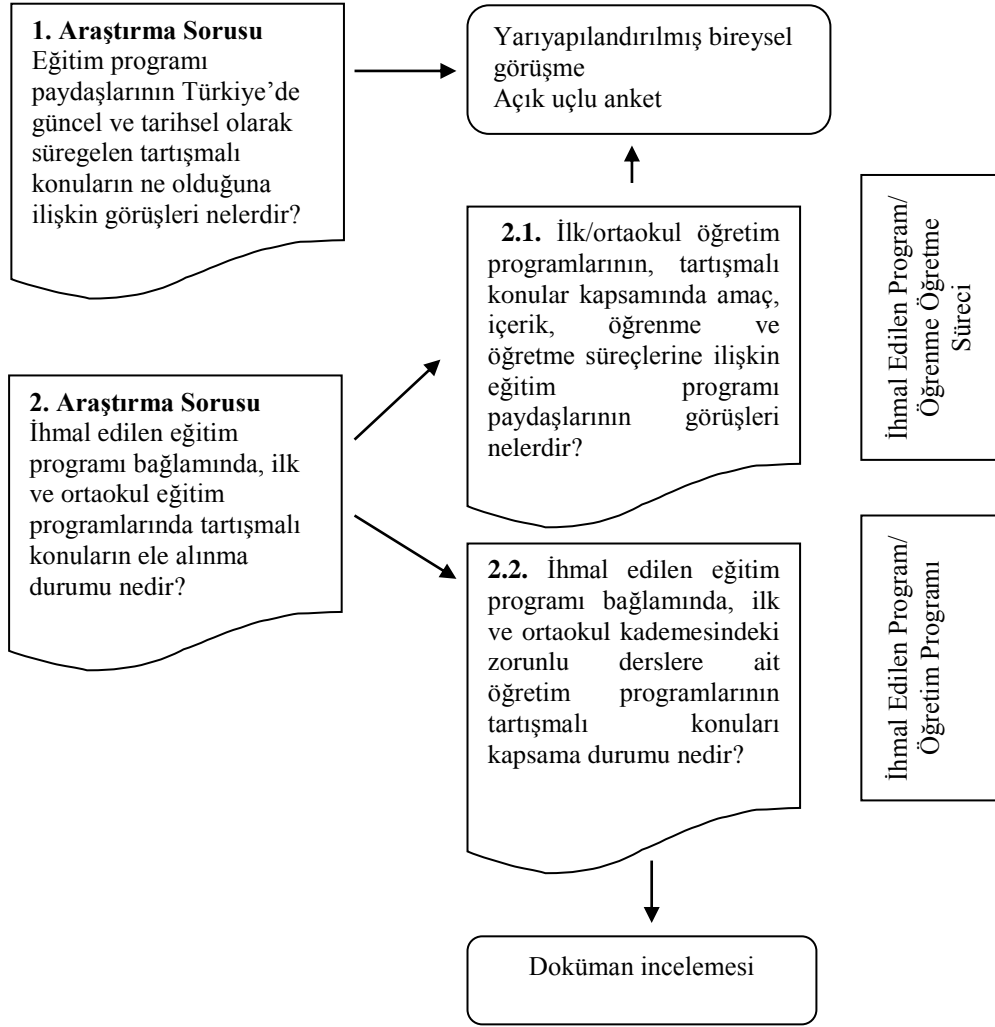 1. Araştırma Sorusu
Eğitim programı
paydaşlarının Türkiye’de
güncel ve tarihsel olarak
süregelen tartışmalı
konuların ne olduğuna
ilişkin görüşleri nelerdir?
Yarıyapılandırılmış bireysel
görüşme
Açık uçlu anket
2.1. İlk/ortaokul öğretim
programlarının, tartışmalı
konular kapsamında amaç,
içerik, öğrenme ve
öğretme süreçlerine ilişkin
eğitim programı
paydaşlarının görüşleri
nelerdir?
İhmal Edilen Program/
Öğrenme Öğretme
Süreci
2. Araştırma Sorusu
İhmal edilen eğitim
programı bağlamında, ilk
ve ortaokul eğitim
programlarında tartışmalı
konuların ele alınma
durumu nedir?
2.2. İhmal edilen eğitim
programı bağlamında, ilk
ve ortaokul kademesindeki
zorunlu derslere ait
öğretim programlarının
tartışmalı konuları
kapsama durumu nedir?
İhmal Edilen Program/
Öğretim Programı
Doküman incelemesi